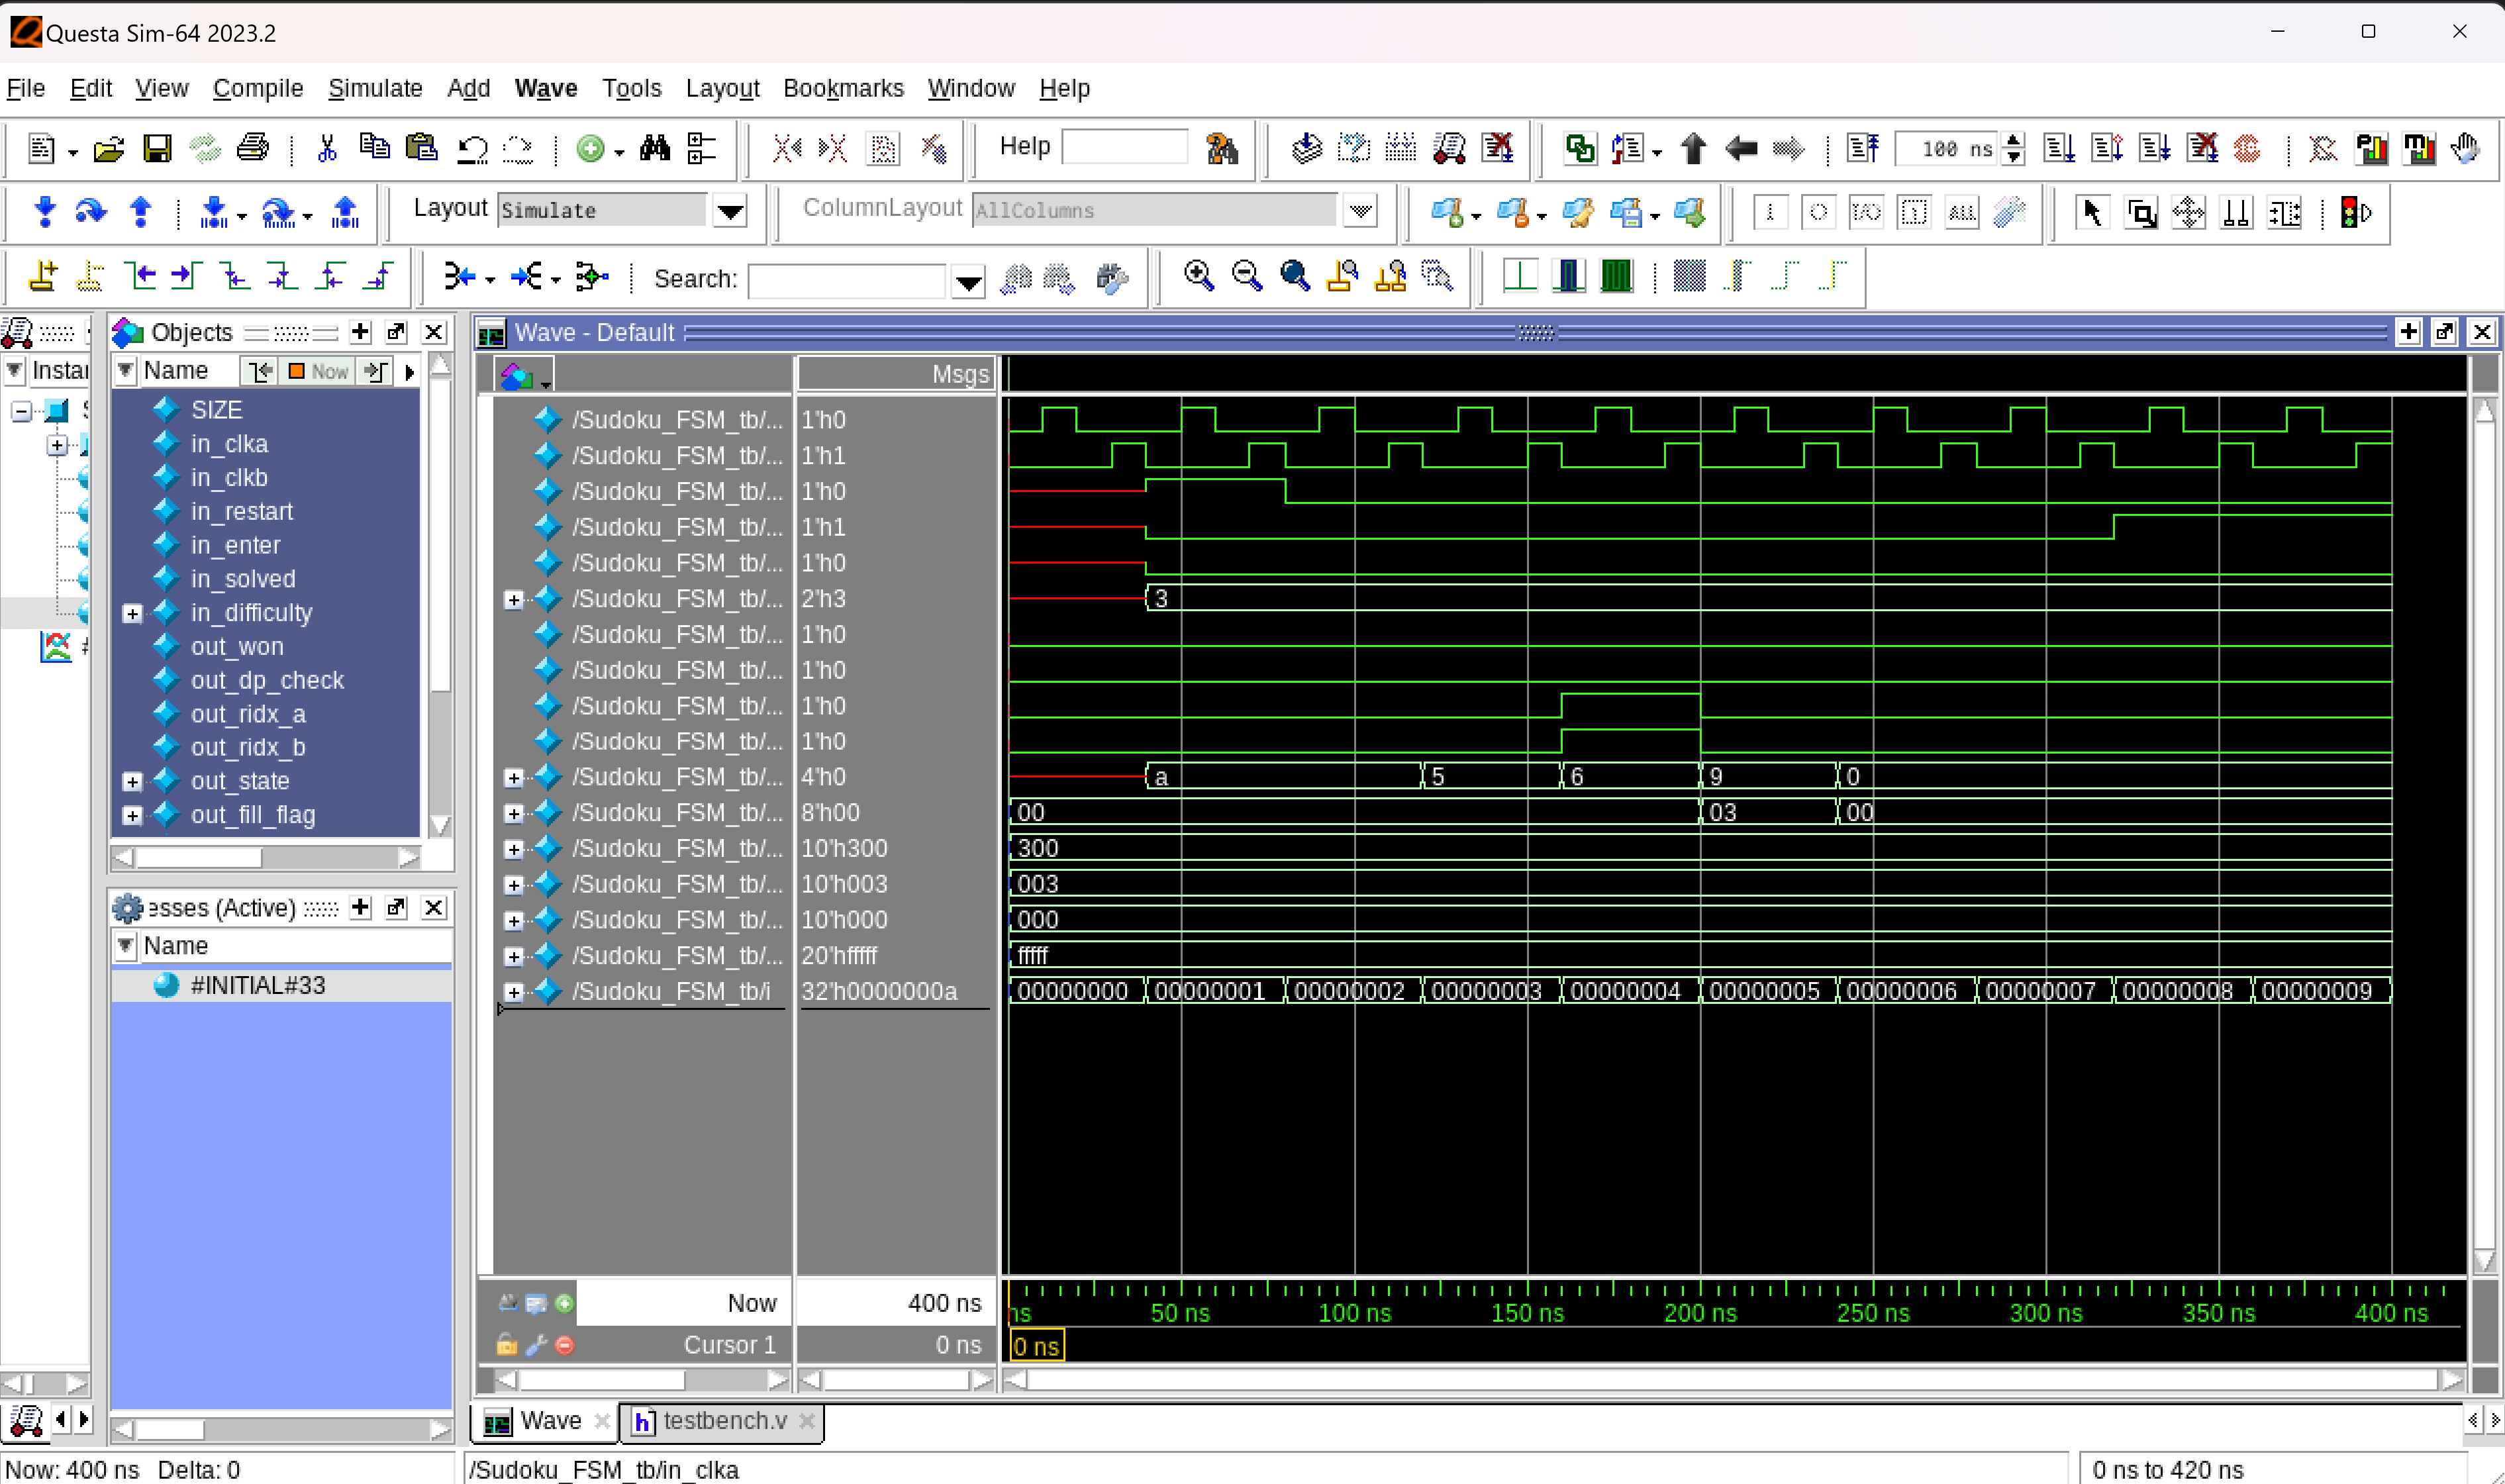 Questa Sim-64 2023.2
File Edit View Compile Simulate Add Wave Tools Layout Bookmarks Window Help
Help 100 ns
Layout Simulate ColumnLayout AllColumns
Search:
Instar
Objects
Name Now
SIZE
in_clka
in_clkb
in_restart
in_enter
in_solved
in_difficulty
out_won
out_dp_check
out_ridx_a
out_ridx_b
out_state
out_fill_flag
esses (Active)
Name
#INITIAL#33
Wave - Default
Msgs
/Sudoku_FSM_tb/... 1'h0
/Sudoku_FSM_tb/... 1'h1
/Sudoku_FSM_tb/... 1'h0
/Sudoku_FSM_tb/... 1'h1
/Sudoku_FSM_tb/... 1'h0
/Sudoku_FSM_tb/... 2'h3 3
/Sudoku_FSM_tb/... 1'h0
/Sudoku_FSM_tb/... 1'h0
/Sudoku_FSM_tb/... 1'h0
/Sudoku_FSM_tb/... 1'h0
/Sudoku_FSM_tb/... 4'h0 a 5 6 9 0
/Sudoku_FSM_tb/... 8'h00 00 03 00
/Sudoku_FSM_tb/... 10'h300 300
/Sudoku_FSM_tb/... 10'h003 003
/Sudoku_FSM_tb/... 10'h000 000
/Sudoku_FSM_tb/... 20'hfffff fffff
/Sudoku_FSM_tb/i 32'h0000000a 00000000 00000001 00000002 00000003 00000004 00000005 00000006 00000007 00000008 00000009
Now 400 ns ns 50 ns 100 ns 150 ns 200 ns 250 ns 300 ns 350 ns 400 ns
Cursor 1 0 ns 0 ns
Wave testbench.v
Now: 400 ns Delta: 0 /Sudoku_FSM_tb/in_clka 0 ns to 420 ns